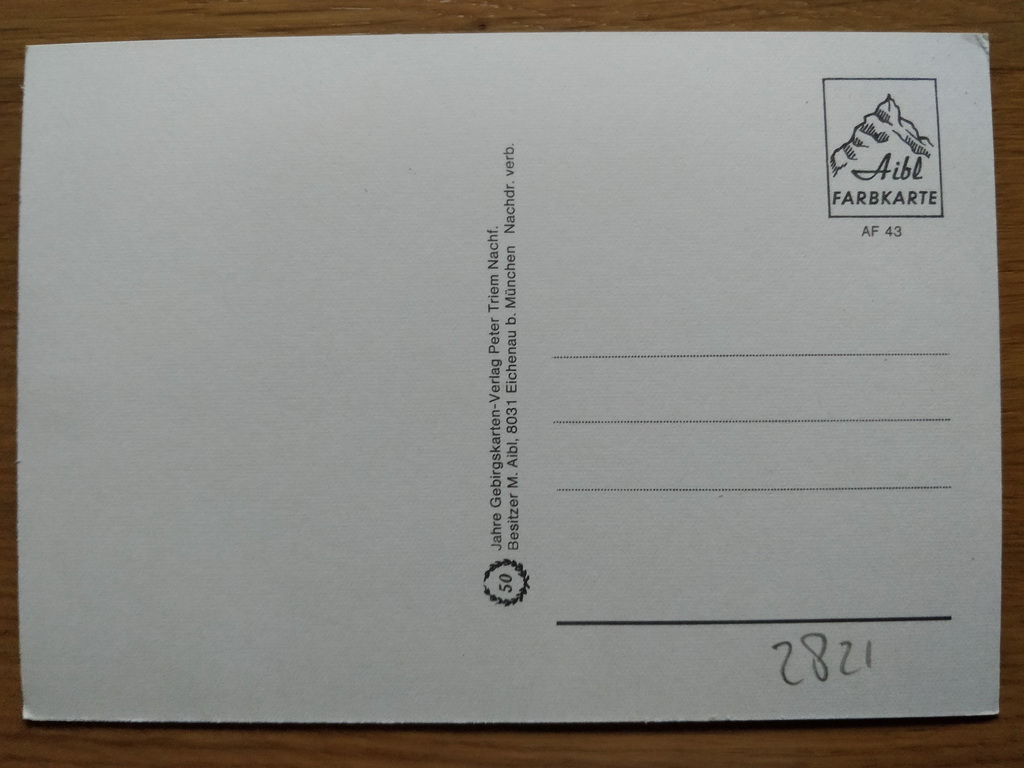 Aibl
FARBKARTE
AF 43
50
Jahre Gebirgskarten-Verlag Peter Triem Nachf.
Besitzer M. Aibl, 8031 Eichenau b. München Nachdr. verb.
2821